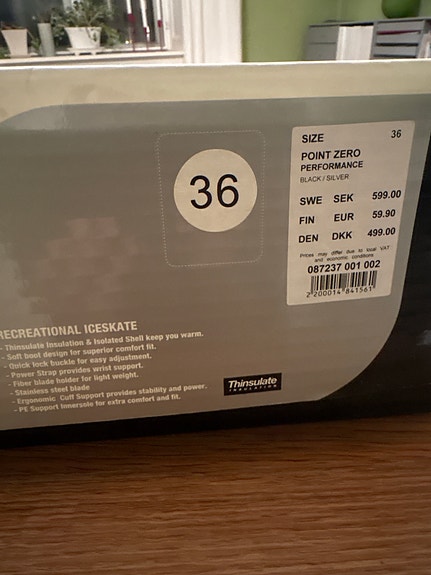 36
SIZE 36
POINT ZERO
PERFORMANCE
BLACK / SILVER
SWE SEK 599.00
FIN EUR 59.90
DEN DKK 499.00
Prices may differ due to local VAT
and economic conditions
087237 001 002
2 200014 841561
RECREATIONAL ICESKATE
- Thinsulate Insulation & Isolated Shell keep you warm.
- Soft boot design for superior comfort fit.
- Quick lock buckle for easy adjustment.
- Power Strap provides wrist support.
- Fiber blade holder for light weight.
- Stainless steel blade
- Ergonomic Cuff Support provides stability and power.
- PE Support innerside for extra comfort and fit.
Thinsulate
INSULATION